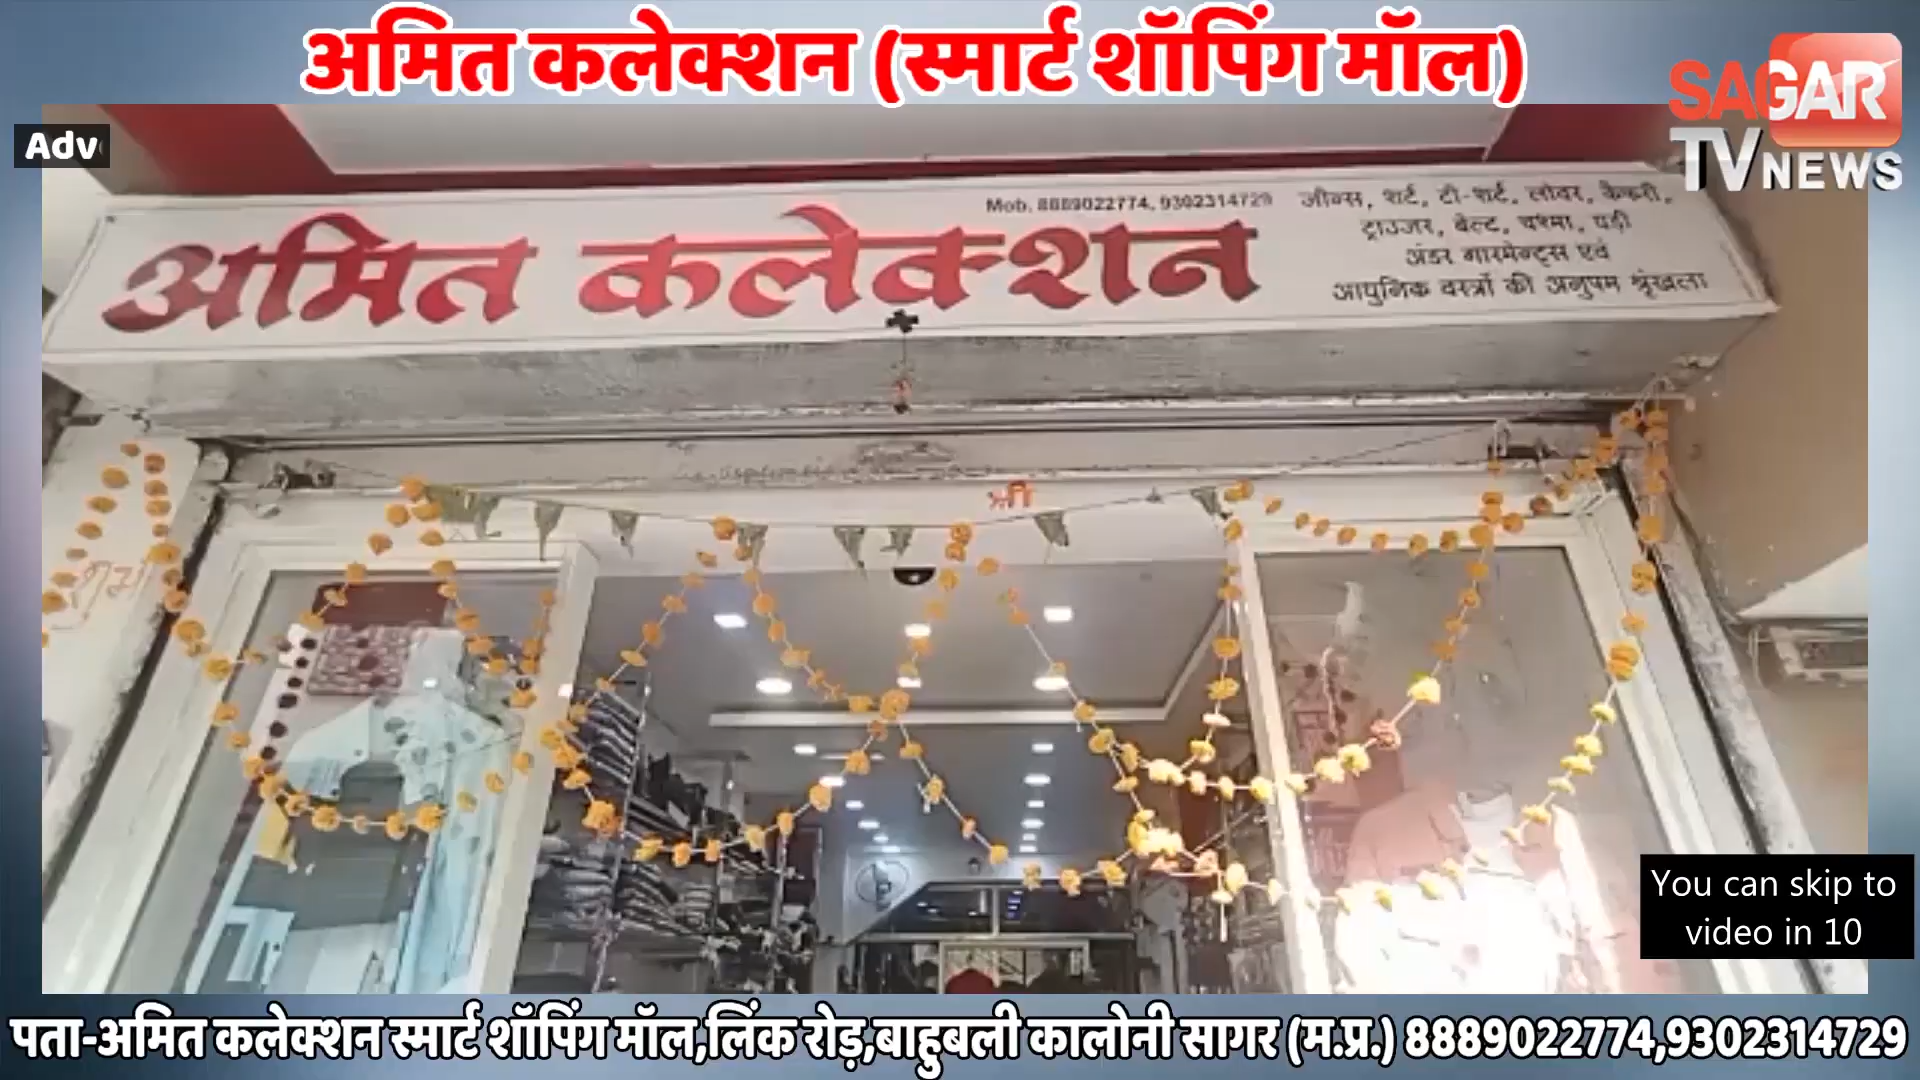 अमित कलेक्शन (स्मार्ट शॉपिंग मॉल)
SAGAR
TV NEWS
Adv
Mob. 8889022774, 9302314729
अमित कलेक्शन
जीन्स, शर्ट, टी-शर्ट, लोवर, कैफरी,
ट्राउजर, बेल्ट, चश्मा, घड़ी
अंडर गारमेन्ट्स एवं
आधुनिक वस्त्रों की अनुपम श्रृंखला
श्री
You can skip to
video in 10
पता-अमित कलेक्शन स्मार्ट शॉपिंग मॉल,लिंक रोड़,बाहुबली कालोनी सागर (म.प्र.) 8889022774,9302314729